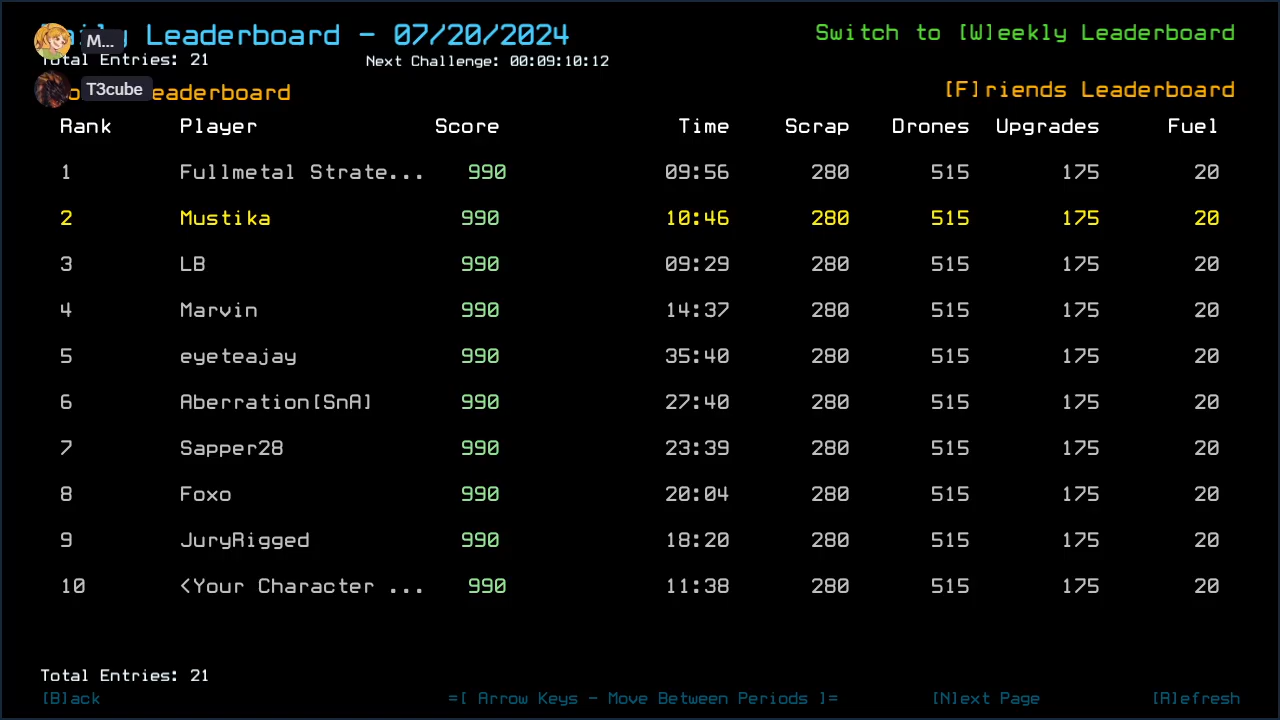 Leaderboard - 07/20/2024
Switch to [W]eekly Leaderboard
M...
Total Entries: 21
Next Challenge: 00:09:10:12
T3cube
eaderboard
[F]riends Leaderboard
Rank Player Score Time Scrap Drones Upgrades Fuel
1 Fullmetal Strate... 990 09:56 280 515 175 20
2 Mustika 990 10:46 280 515 175 20
3 LB 990 09:29 280 515 175 20
4 Marvin 990 14:37 280 515 175 20
5 eyeteajay 990 35:40 280 515 175 20
6 Aberration[SnA] 990 27:40 280 515 175 20
7 Sapper28 990 23:39 280 515 175 20
8 Foxo 990 20:04 280 515 175 20
9 JuryRigged 990 18:20 280 515 175 20
10 <Your Character ... 990 11:38 280 515 175 20
Total Entries: 21
[B]ack
=[ Arrow Keys - Move Between Periods ]=
[N]ext Page
[R]efresh